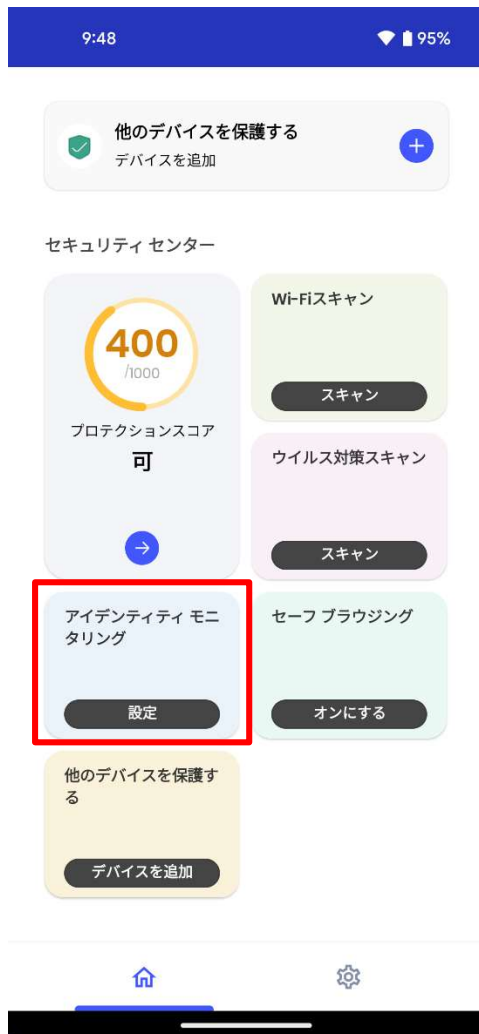 9:48
95%
他のデバイスを保護する
デバイスを追加
セキュリティ センター
400
/1000
プロテクションスコア
可
Wi-Fiスキャン
スキャン
ウイルス対策スキャン
スキャン
アイデンティティ モニ
タリング
設定
セーフ ブラウジング
オンにする
他のデバイスを保護す
る
デバイスを追加